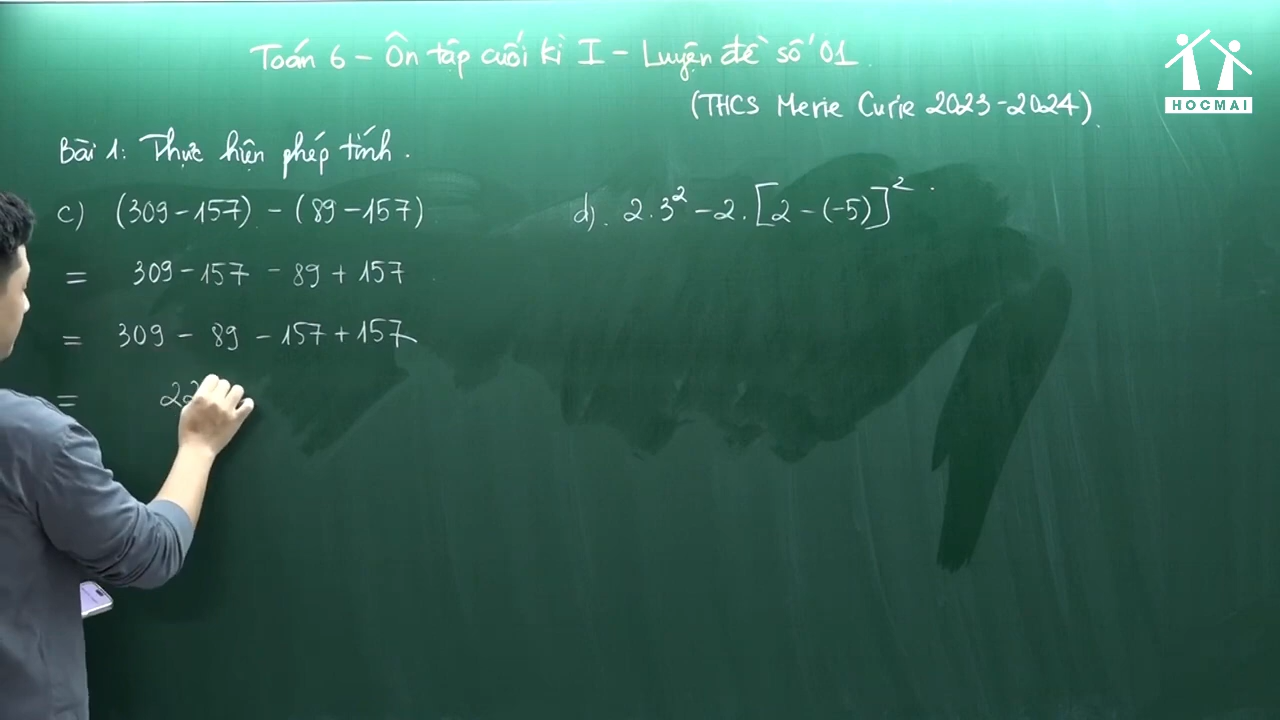 Toán 6 - Ôn tập cuối kì I - Luyện đề số 01
(THCS Merie Curie 2023-2024)
HOCMAI
Bài 1: Thực hiện phép tính.
c) (309-157) - (89-157)
= 309-157 - 89 + 157
= 309 - 89 - 157 + 157
= 22
d). 2.3² - 2.[2-(-5)]².